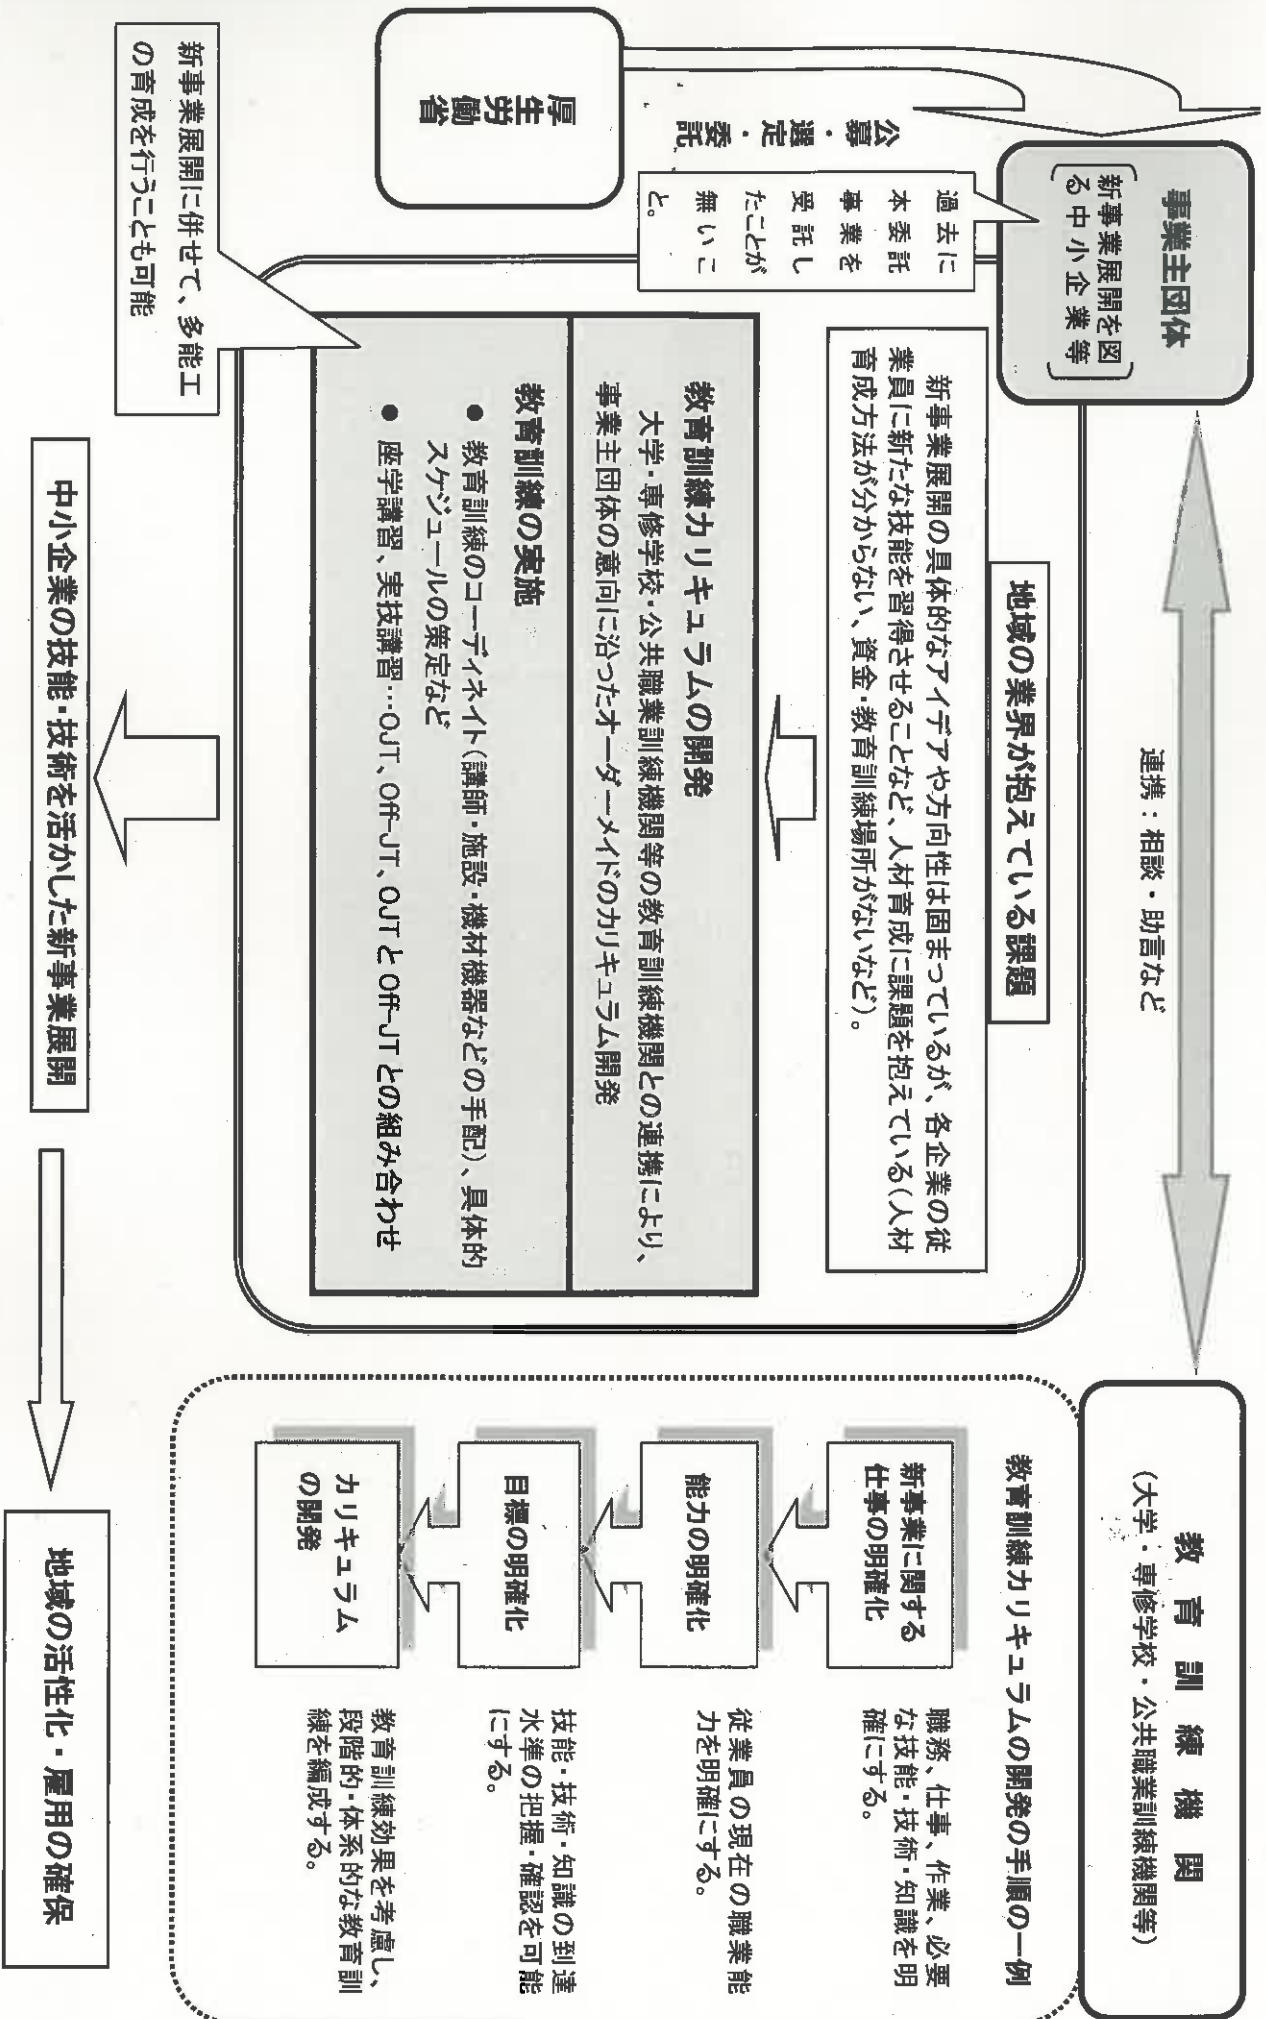 事業主団体
新事業展開を図
る中小企業等
連携：相談・助言など
教育訓練機関
（大学・専修学校・公共職業訓練機関等）
公募・選定・委託
厚生労働省
過去に
本委託
事業を
受託し
たことが
無いこ
と。
地域の業界が抱えている課題
新事業展開の具体的なアイデアや方向性は固まっているが、各企業の従
業員に新たな技能を習得させることなど、人材育成に課題を抱えている（人材
育成方法が分からない、資金・教育訓練場所がないなど）。
教育訓練カリキュラムの開発
大学・専修学校・公共職業訓練機関等の教育訓練機関との連携により、
事業主団体の意向に沿ったオーダーメイドのカリキュラム開発
教育訓練の実施
● 教育訓練のコーディネイト（講師・施設・機材機器などの手配）、具体的
スケジュールの策定など
● 座学講習、実技講習…OJT、Off-JT、OJTとOff-JTとの組み合わせ
新事業展開に併せて、多能工
の育成を行うことも可能
教育訓練カリキュラムの開発の手順の一例
新事業に関する
仕事の明確化
職務、仕事、作業、必要
な技能・技術・知識を明
確にする。
能力の明確化
従業員の現在の職業能
力を明確にする。
目標の明確化
技能・技術・知識の到達
水準の把握・確認を可能
にする。
カリキュラム
の開発
教育訓練効果を考慮し、
段階的・体系的な教育訓
練を編成する。
中小企業の技能・技術を活かした新事業展開
地域の活性化・雇用の確保